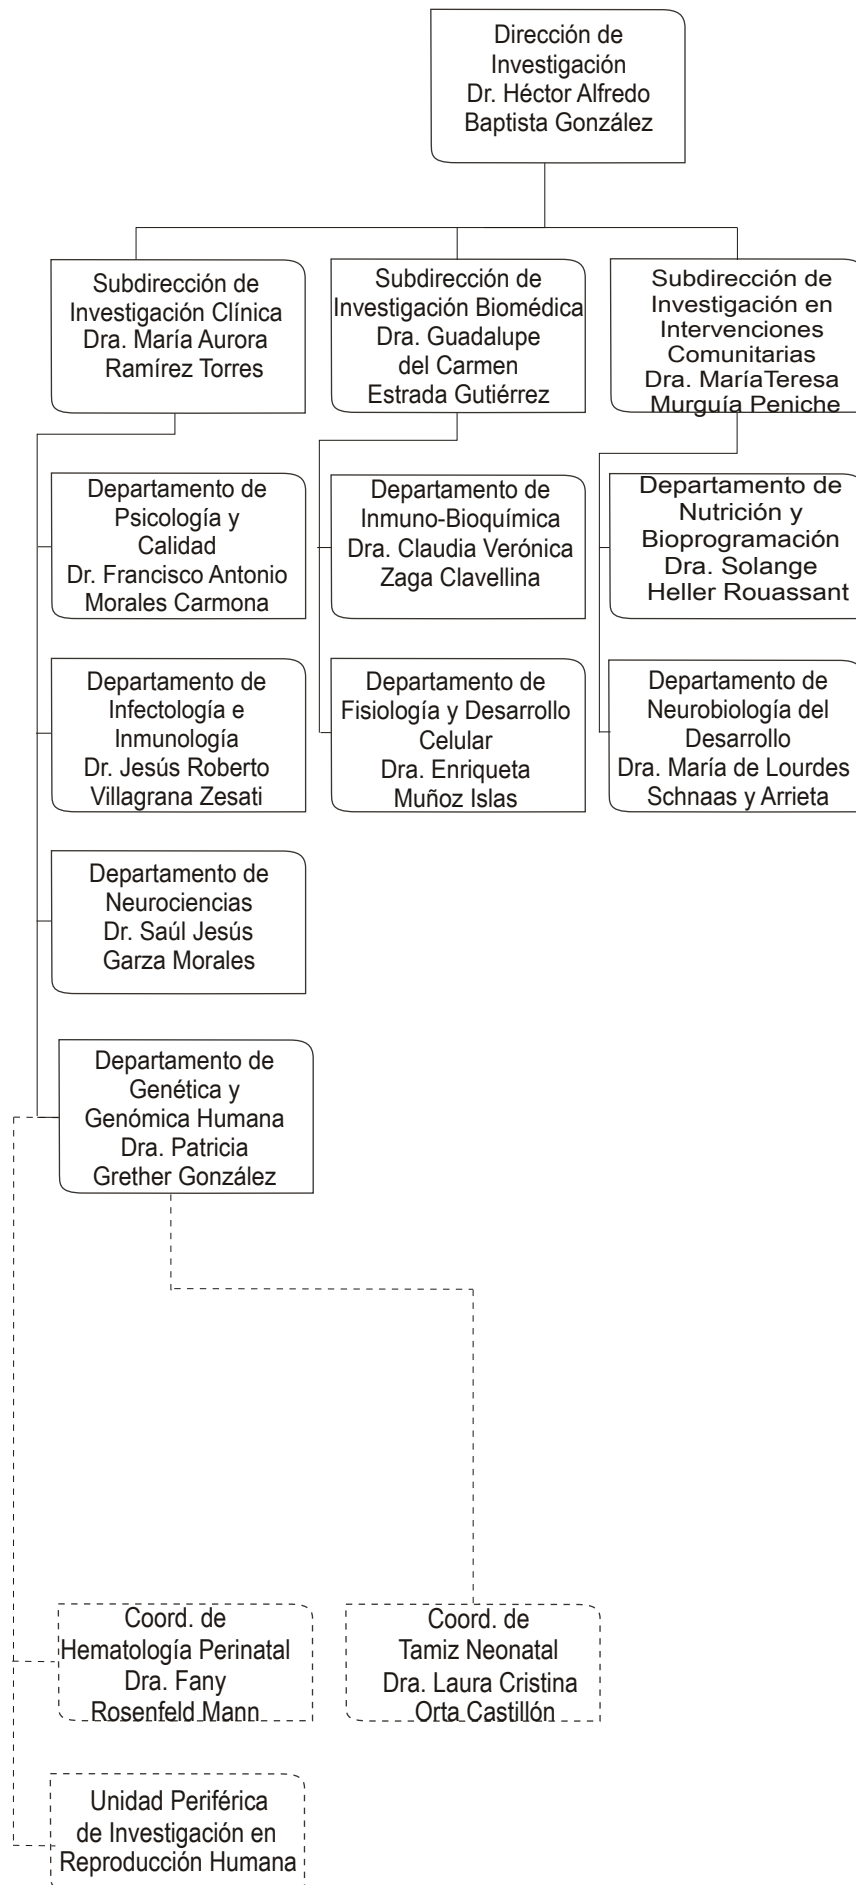 Dirección de
Investigación
Dr. Héctor Alfredo
Baptista González
Subdirección de
Investigación Clínica
Dra. María Aurora
Ramírez Torres
Subdirección de
Investigación Biomédica
Dra. Guadalupe
del Carmen
Estrada Gutiérrez
Subdirección de
Investigación en
Intervenciones
Comunitarias
Dra. MaríaTeresa
Murguía Peniche
Departamento de
Psicología y
Calidad
Dr. Francisco Antonio
Morales Carmona
Departamento de
Inmuno-Bioquímica
Dra. Claudia Verónica
Zaga Clavellina
Departamento de
Nutrición y
Bioprogramación
Dra. Solange
Heller Rouassant
Departamento de
Infectología e
Inmunología
Dr. Jesús Roberto
Villagrana Zesati
Departamento de
Fisiología y Desarrollo
Celular
Dra. Enriqueta
Muñoz Islas
Departamento de
Neurobiología del
Desarrollo
Dra. María de Lourdes
Schnaas y Arrieta
Departamento de
Neurociencias
Dr. Saúl Jesús
Garza Morales
Departamento de
Genética y
Genómica Humana
Dra. Patricia
Grether González
Coord. de
Hematología Perinatal
Dra. Fany
Rosenfeld Mann
Coord. de
Tamiz Neonatal
Dra. Laura Cristina
Orta Castillón
Unidad Periférica
de Investigación en
Reproducción Humana